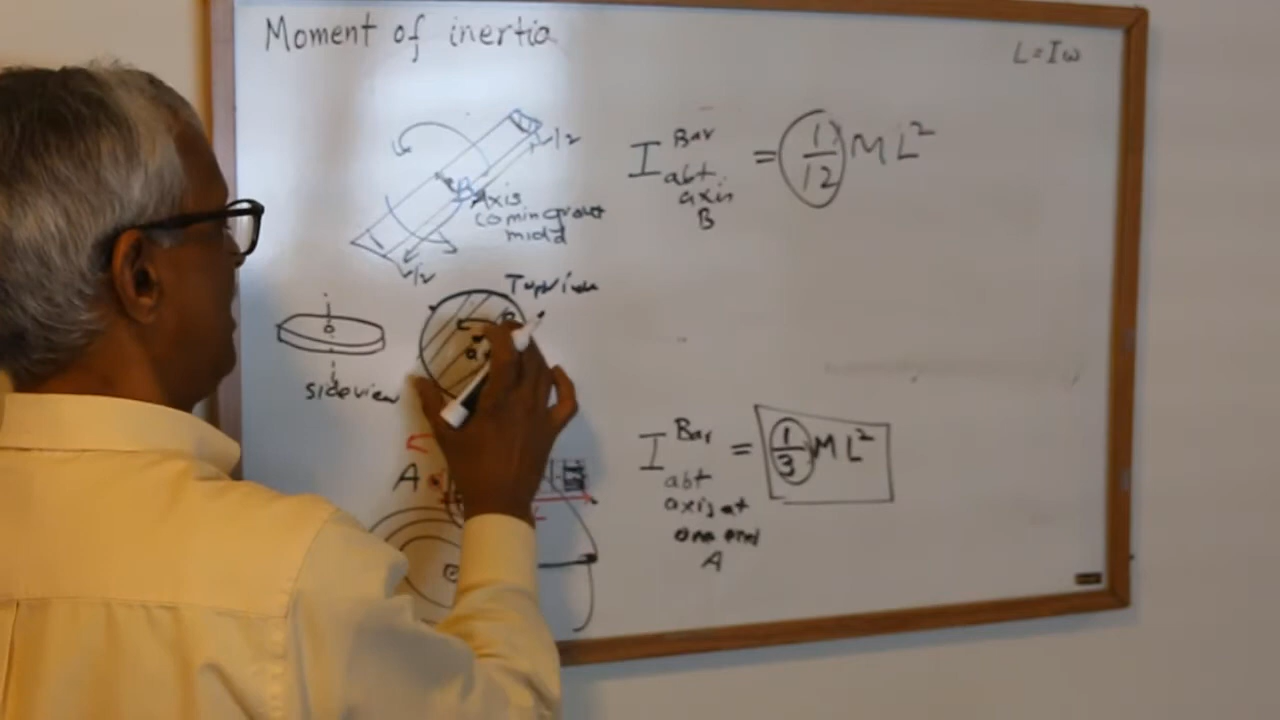 Moment of inertia
L = Iω
L/2
B
Axis
coming out
midd
L/2
I Bar abt axis B = 1/12 M L²
Top view
R
side view
A
L
I Bar abt axis at one end A = 1/3 M L²